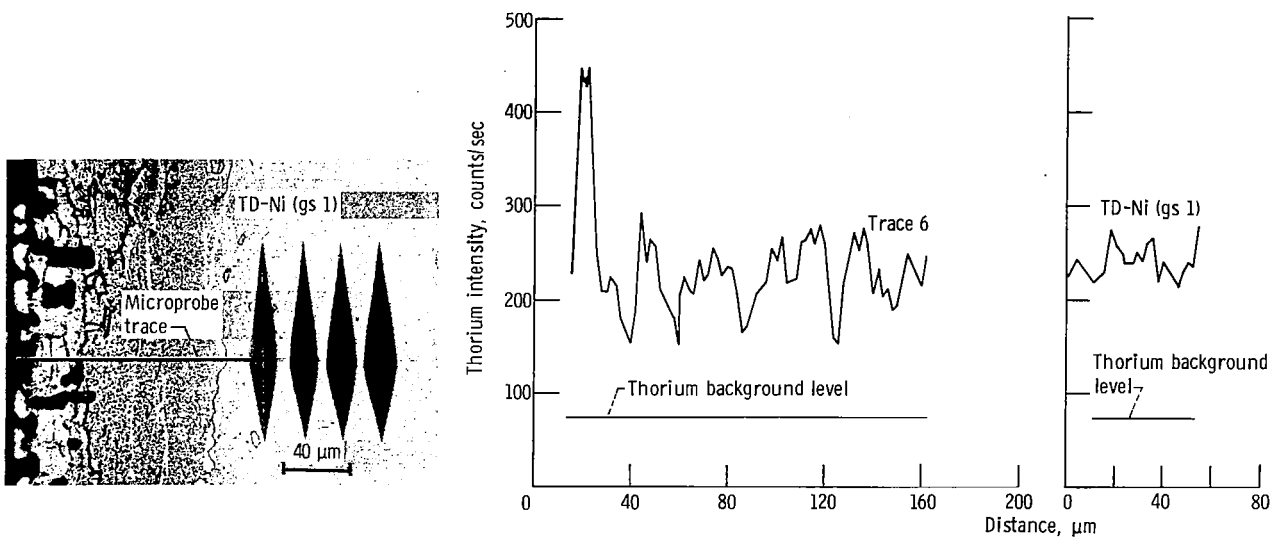 TD-Ni (gs 1)
Microprobe
trace
40 μm
Thorium intensity, counts/sec
500
400
300
200
100
0
40
80
120
160
200
Trace 6
Thorium background level
TD-Ni (gs 1)
Thorium background
level
0
40
80
Distance, μm